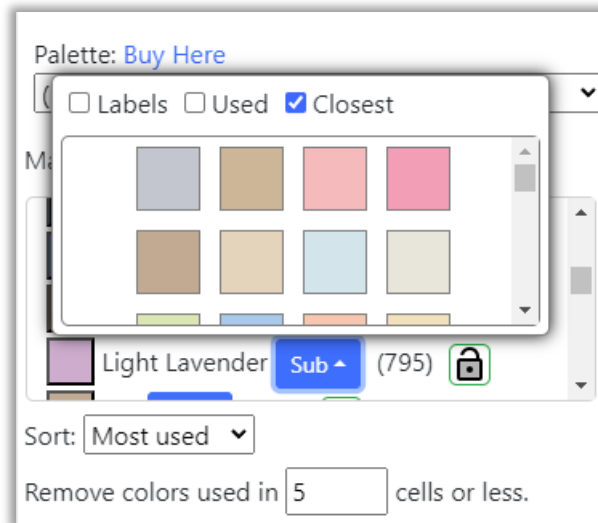 Palette: Buy Here
(
Labels Used Closest
Ma
Light Lavender Sub (795)
Sort: Most used
Remove colors used in 5 cells or less.